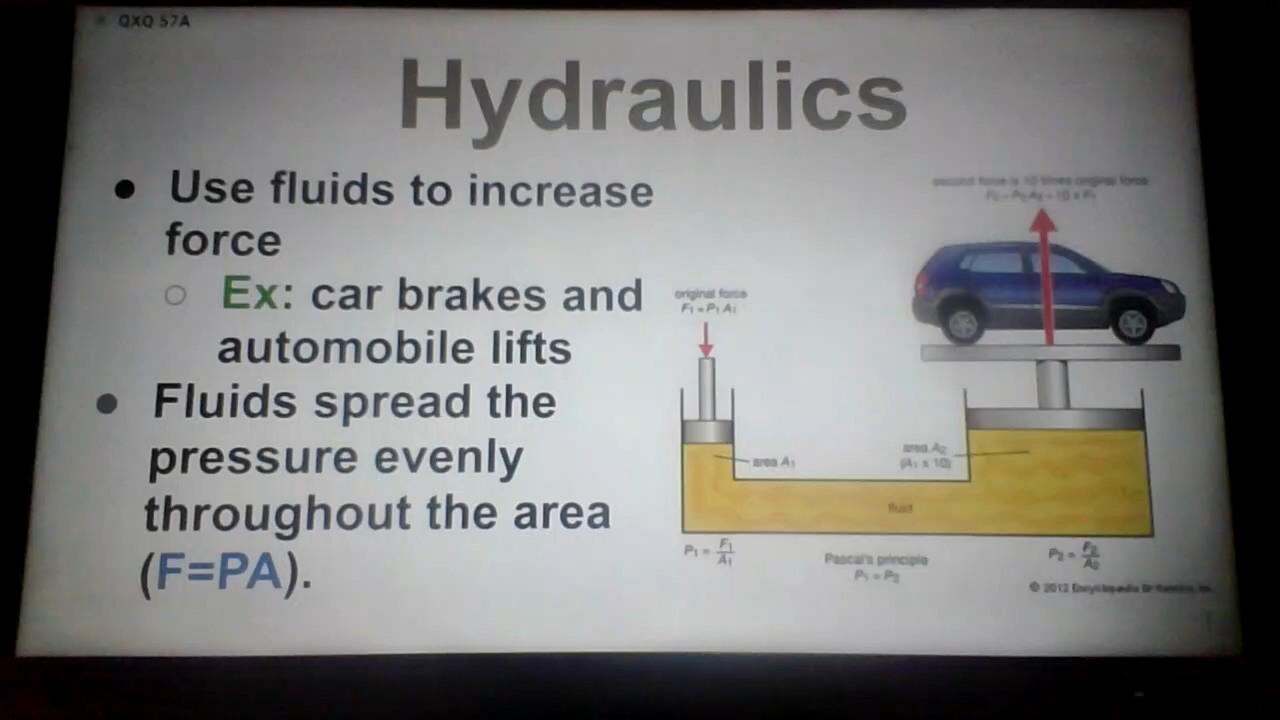 QXQ 57A
Hydraulics
● Use fluids to increase
force
○ Ex: car brakes and
automobile lifts
● Fluids spread the
pressure evenly
throughout the area
(F=PA).
second force is 10 times original force
F₂ = P₂ A₂ = 10 x F₁
original force
F₁ = P₁ A₁
area A₁
area A₂
(A₁ x 10)
fluid
P₁ = F₁/A₁
Pascal's principle
P₁ = P₂
P₂ = F₂/A₂
© 2012 Encyclopædia Britannica, Inc.